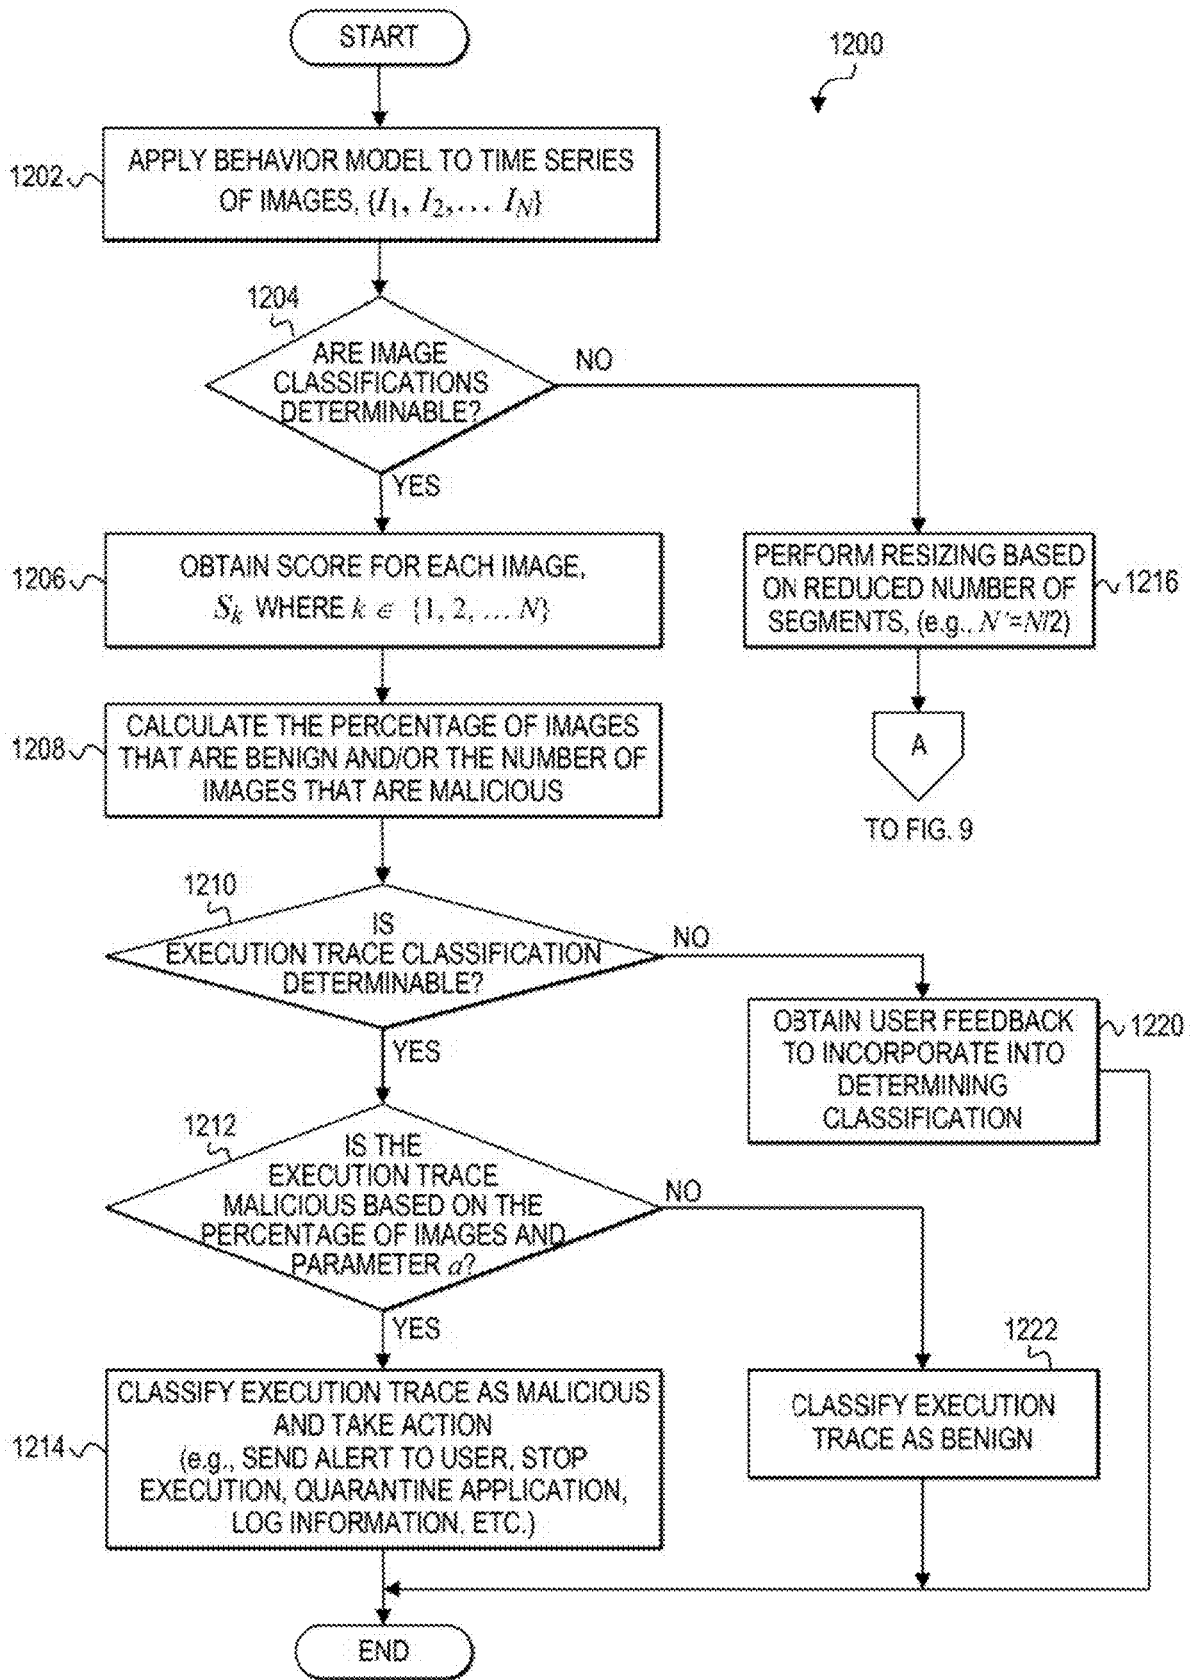 START
1200
1202
APPLY BEHAVIOR MODEL TO TIME SERIES
OF IMAGES, {I1, I2,... IN}
1204
ARE IMAGE
CLASSIFICATIONS
DETERMINABLE?
NO
YES
1206
OBTAIN SCORE FOR EACH IMAGE,
Sk WHERE k ∈ {1, 2, ... N}
PERFORM RESIZING BASED
ON REDUCED NUMBER OF
SEGMENTS, (e.g., N'=N/2)
1216
1208
CALCULATE THE PERCENTAGE OF IMAGES
THAT ARE BENIGN AND/OR THE NUMBER OF
IMAGES THAT ARE MALICIOUS
A
TO FIG. 9
1210
IS
EXECUTION TRACE CLASSIFICATION
DETERMINABLE?
NO
YES
OBTAIN USER FEEDBACK
TO INCORPORATE INTO
DETERMINING
CLASSIFICATION
1220
1212
IS THE
EXECUTION TRACE
MALICIOUS BASED ON THE
PERCENTAGE OF IMAGES AND
PARAMETER a?
NO
YES
1214
CLASSIFY EXECUTION TRACE AS MALICIOUS
AND TAKE ACTION
(e.g., SEND ALERT TO USER, STOP
EXECUTION, QUARANTINE APPLICATION,
LOG INFORMATION, ETC.)
1222
CLASSIFY EXECUTION
TRACE AS BENIGN
END